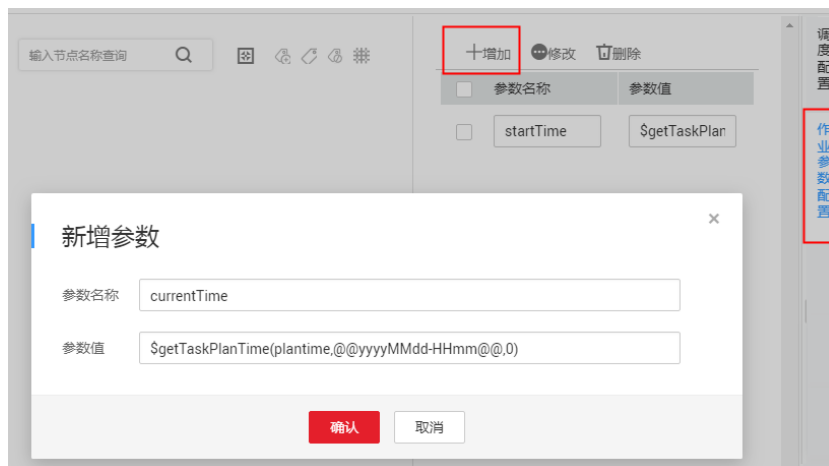 输入节点名称查询
增加 修改 删除
参数名称 参数值
startTime $getTaskPlan
调度配置
作业参数配置
新增参数
参数名称 currentTime
参数值 $getTaskPlanTime(plantime,@@yyyyMMdd-HHmm@@,0)
确认 取消